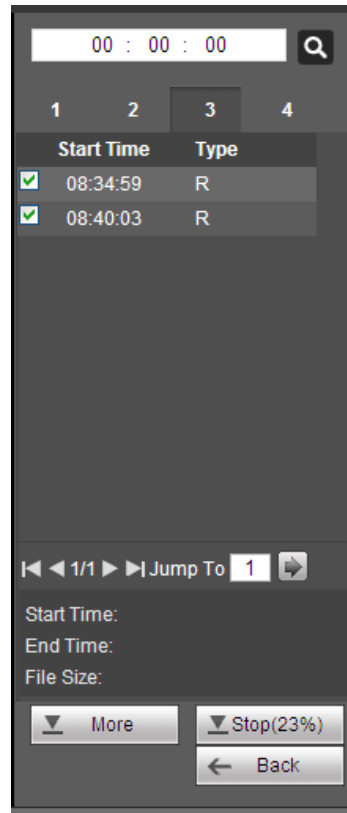 00 : 00 : 00
1 2 3 4
Start Time Type
08:34:59 R
08:40:03 R
1/1 Jump To 1
Start Time:
End Time:
File Size:
More Stop(23%)
Back